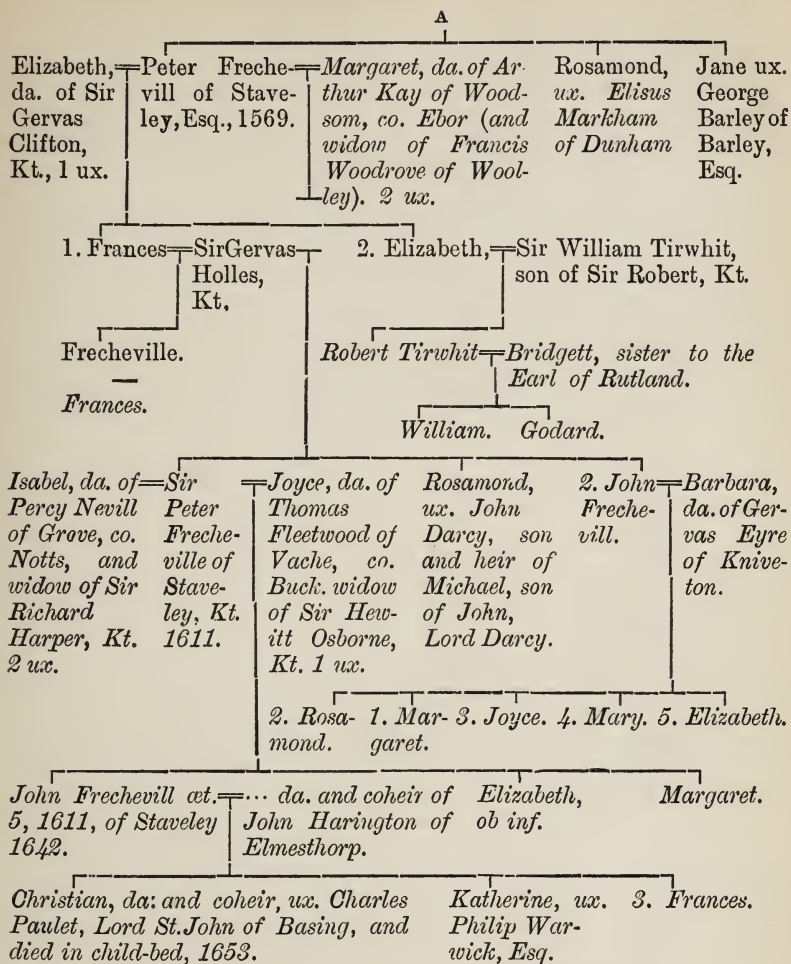 A
Elizabeth,
da. of Sir
Gervas
Clifton,
Kt., 1 ux.
Peter Freche-
vill of Stave-
ley, Esq., 1569.
Margaret, da. of Ar-
thur Kay of Wood-
som, co. Ebor (and
widow of Francis
Woodrove of Wool-
ley). 2 ux.
Rosamond,
ux. Elisus
Markham
of Dunham
Jane ux.
George
Barley of
Barley,
Esq.
1. Frances
Sir Gervas
Holles,
Kt.
2. Elizabeth,
Sir William Tirwhit,
son of Sir Robert, Kt.
Frecheville.
—
Frances.
Robert Tirwhit
Bridgett, sister to the
Earl of Rutland.
William. Godard.
Isabel, da. of
Percy Nevill
of Grove, co.
Notts, and
widow of Sir
Richard
Harper, Kt.
2 ux.
Sir
Peter
Freche-
ville of
Stave-
ley, Kt.
1611.
Joyce, da. of
Thomas
Fleetwood of
Vache, co.
Buck. widow
of Sir Hew-
itt Osborne,
Kt. 1 ux.
Rosamond,
ux. John
Darcy, son
and heir of
Michael, son
of John,
Lord Darcy.
2. John
Freche-
vill.
Barbara,
da. of Ger-
vas Eyre
of Knive-
ton.
2. Rosa-
mond.
1. Mar-
garet.
3. Joyce.
4. Mary.
5. Elizabeth.
John Frechevill æt.
5, 1611, of Staveley
1642.
... da. and coheir of
John Harington of
Elmesthorp.
Elizabeth,
ob inf.
Margaret.
Christian, da: and coheir, ux. Charles
Paulet, Lord St. John of Basing, and
died in child-bed, 1653.
Katherine, ux.
Philip War-
wick, Esq.
3. Frances.